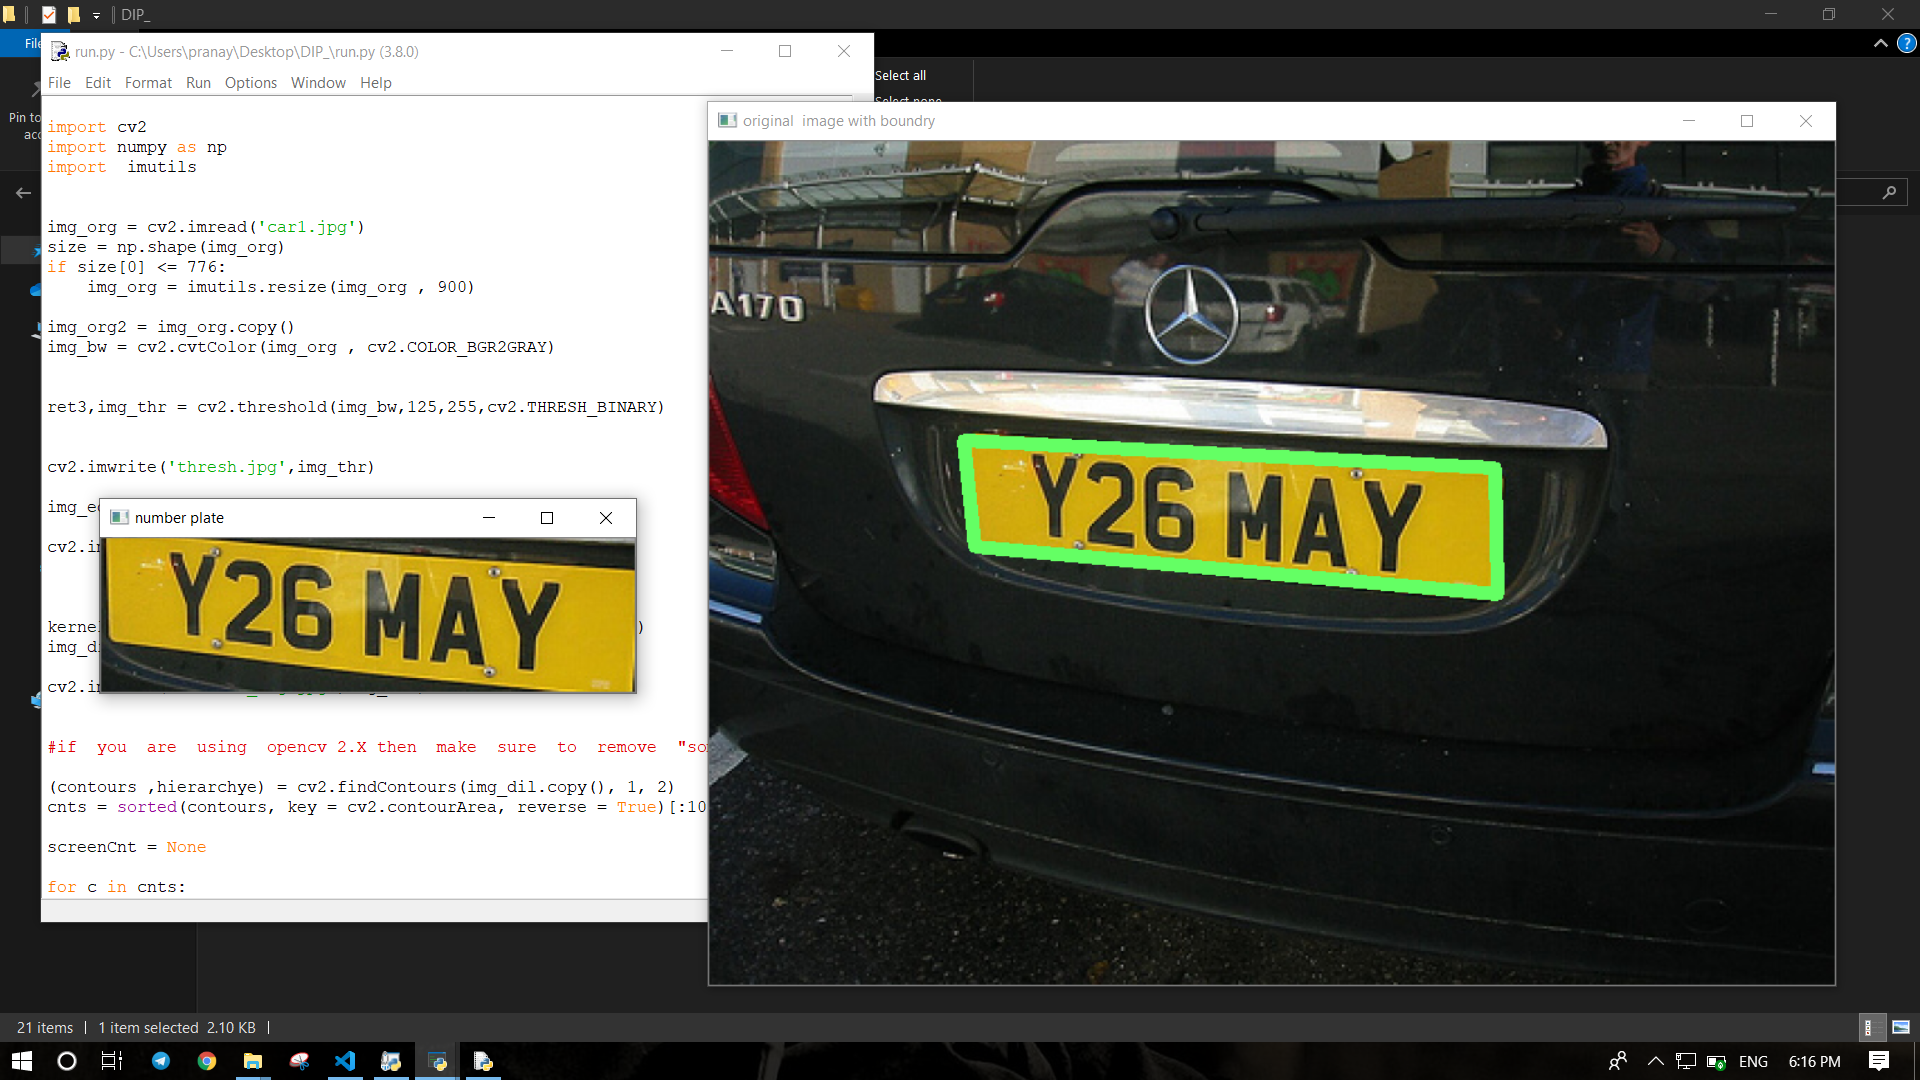 DIP_
File
run.py - C:\Users\pranay\Desktop\DIP_\run.py (3.8.0)
File Edit Format Run Options Window Help
Select all
Select none
Pin to
import cv2
import numpy as np
import  imutils
img_org = cv2.imread('car1.jpg')
size = np.shape(img_org)
if size[0] <= 776:
    img_org = imutils.resize(img_org , 900)
img_org2 = img_org.copy()
img_bw = cv2.cvtColor(img_org , cv2.COLOR_BGR2GRAY)
ret3,img_thr = cv2.threshold(img_bw,125,255,cv2.THRESH_BINARY)
cv2.imwrite('thresh.jpg',img_thr)
#if  you  are  using  opencv 2.X then  make  sure  to  remove
(contours ,hierarchye) = cv2.findContours(img_dil.copy(), 1, 2)
cnts = sorted(contours, key = cv2.contourArea, reverse = True)[:10
screenCnt = None
for c in cnts:
number plate
Y26 MAY
original  image with boundry
A170
Y26 MAY
21 items
1 item selected 2.10 KB
ENG
6:16 PM